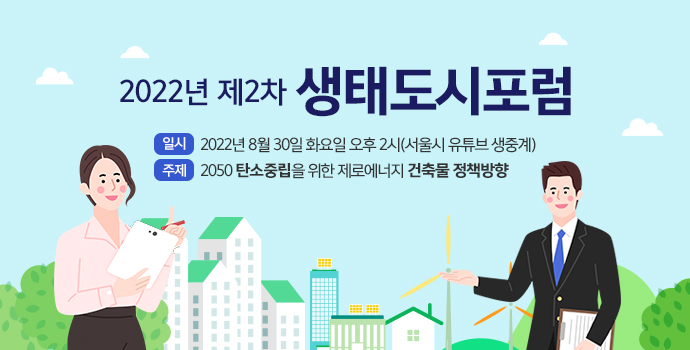 2022년 제2차 생태도시포럼
일시 2022년 8월 30일 화요일 오후 2시(서울시 유튜브 생중계)
주제 2050 탄소중립을 위한 제로에너지 건축물 정책방향